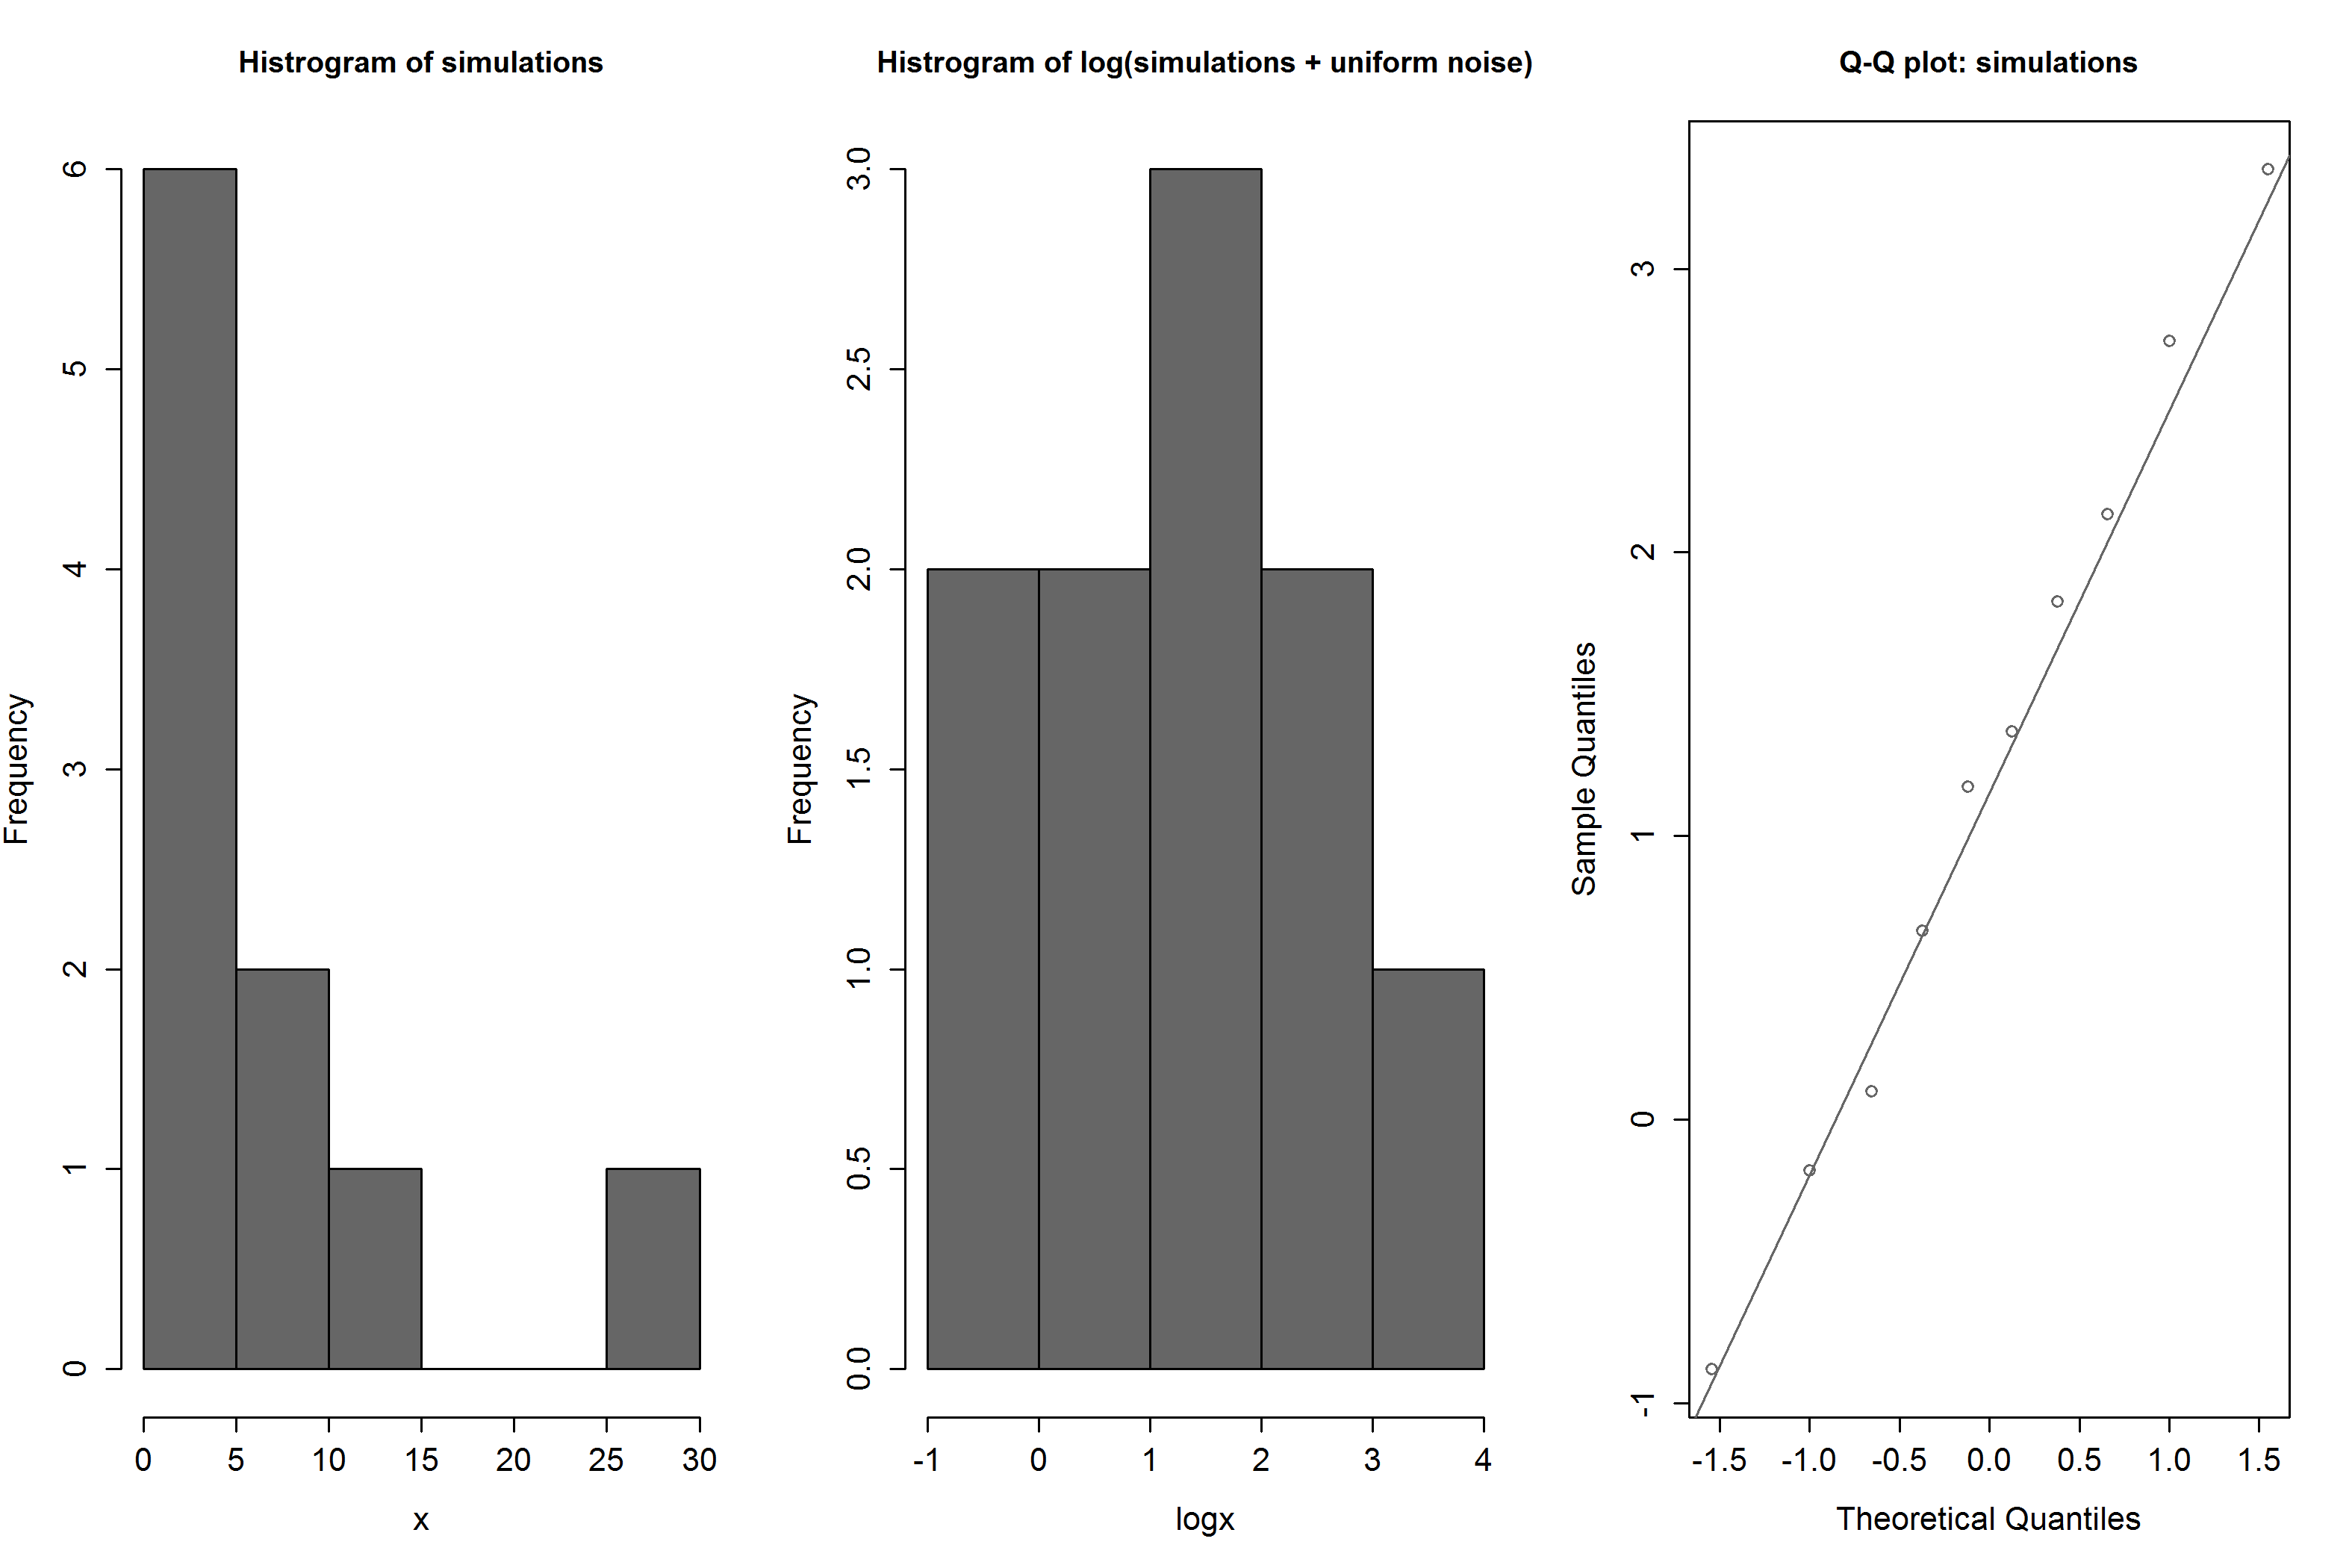 Histrogram of simulations
Frequency
6
5
4
3
2
1
0
0 5 10 15 20 25 30
x
Histrogram of log(simulations + uniform noise)
Frequency
3.0
2.5
2.0
1.5
1.0
0.5
0.0
-1 0 1 2 3 4
logx
Q-Q plot: simulations
Sample Quantiles
3
2
1
0
-1
-1.5 -1.0 -0.5 0.0 0.5 1.0 1.5
Theoretical Quantiles